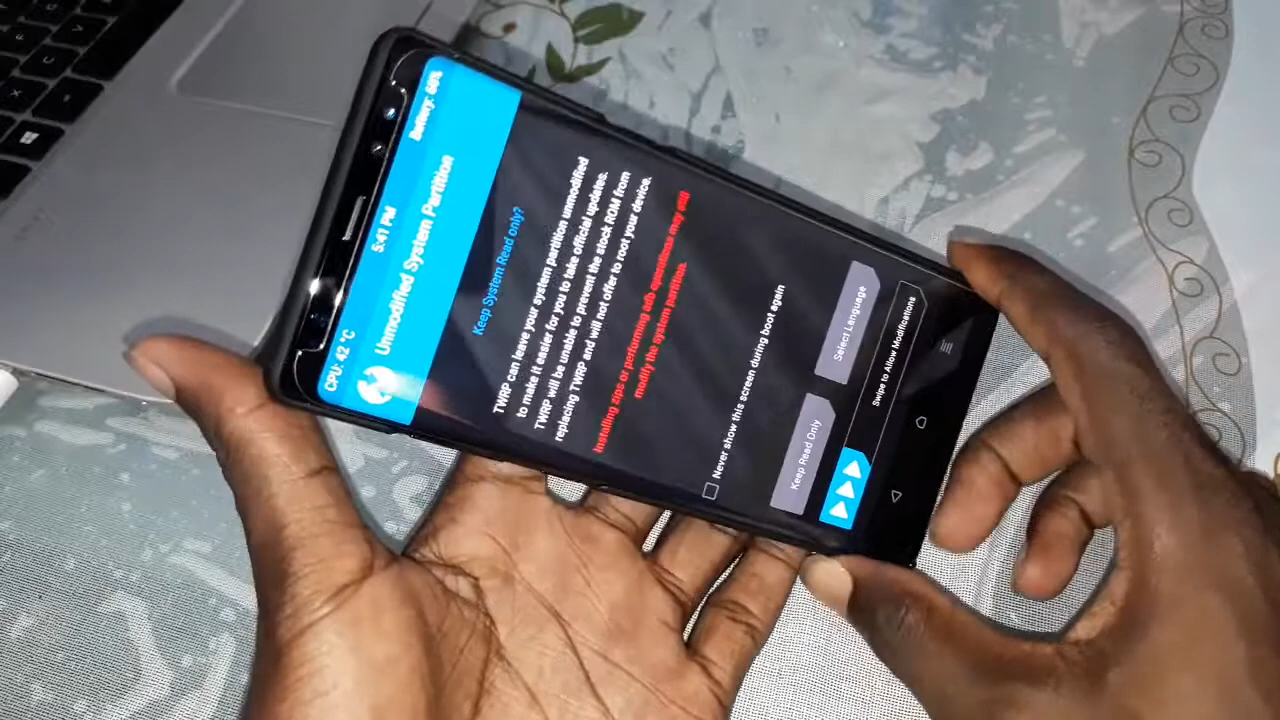 CPU: 42 °C
5:41 PM
Battery: 60%
Unmodified System Partition
Keep System Read only?
TWRP can leave your system partition unmodified
to make it easier for you to take official updates.
TWRP will be unable to prevent the stock ROM from
replacing TWRP and will not offer to root your device.
Installing zips or performing adb operations may still
modify the system partition.
Never show this screen during boot again
Keep Read Only
Select Language
Swipe to Allow Modifications